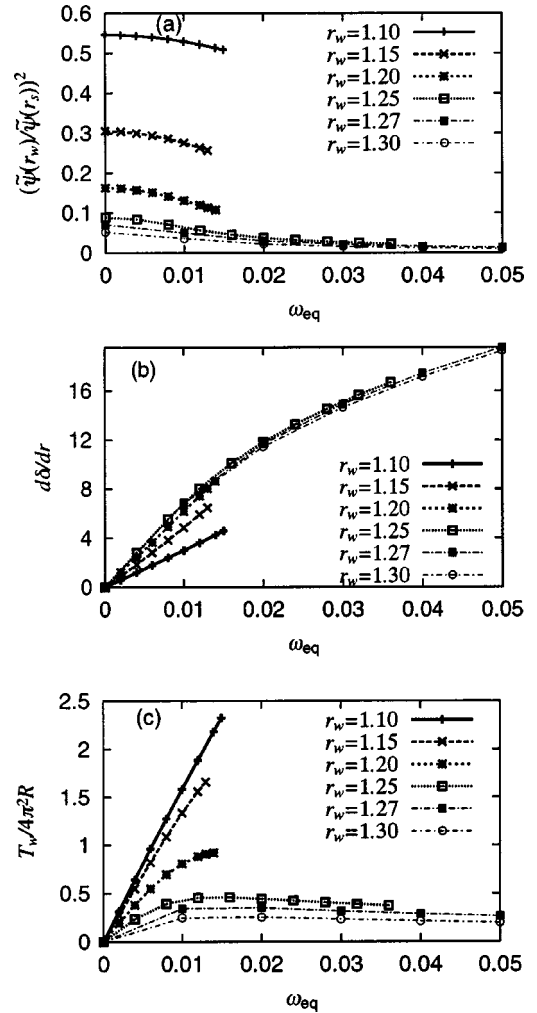 (a)
(ψ̃(r_w)/ψ̃(r_s))²
0.6
0.5
0.4
0.3
0.2
0.1
0
r_w=1.10
r_w=1.15
r_w=1.20
r_w=1.25
r_w=1.27
r_w=1.30
0 0.01 0.02 0.03 0.04 0.05
ω_eq
(b)
dδ/dr
16
12
8
4
0
r_w=1.10
r_w=1.15
r_w=1.20
r_w=1.25
r_w=1.27
r_w=1.30
0 0.01 0.02 0.03 0.04 0.05
ω_eq
(c)
T_w/4π²R
2.5
2
1.5
1
0.5
0
r_w=1.10
r_w=1.15
r_w=1.20
r_w=1.25
r_w=1.27
r_w=1.30
0 0.01 0.02 0.03 0.04 0.05
ω_eq